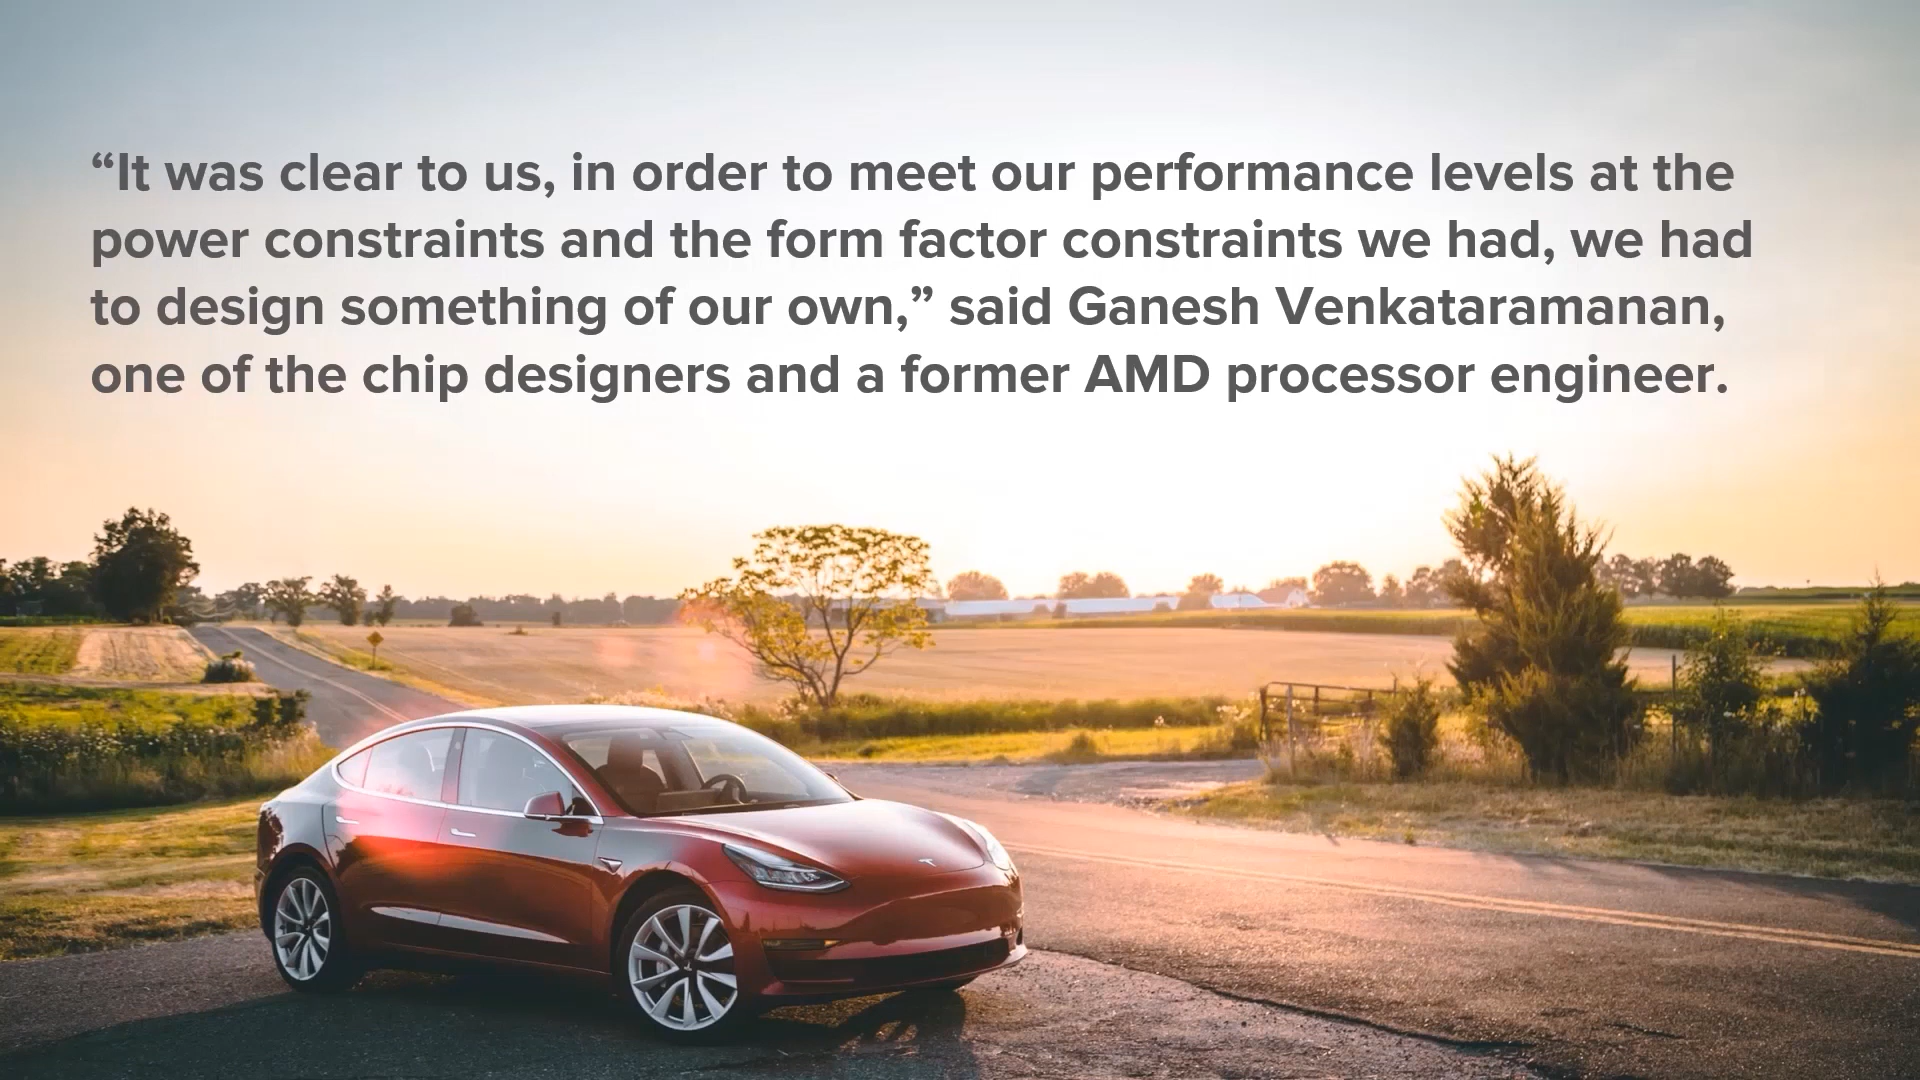 “It was clear to us, in order to meet our performance levels at the
power constraints and the form factor constraints we had, we had
to design something of our own,” said Ganesh Venkataramanan,
one of the chip designers and a former AMD processor engineer.